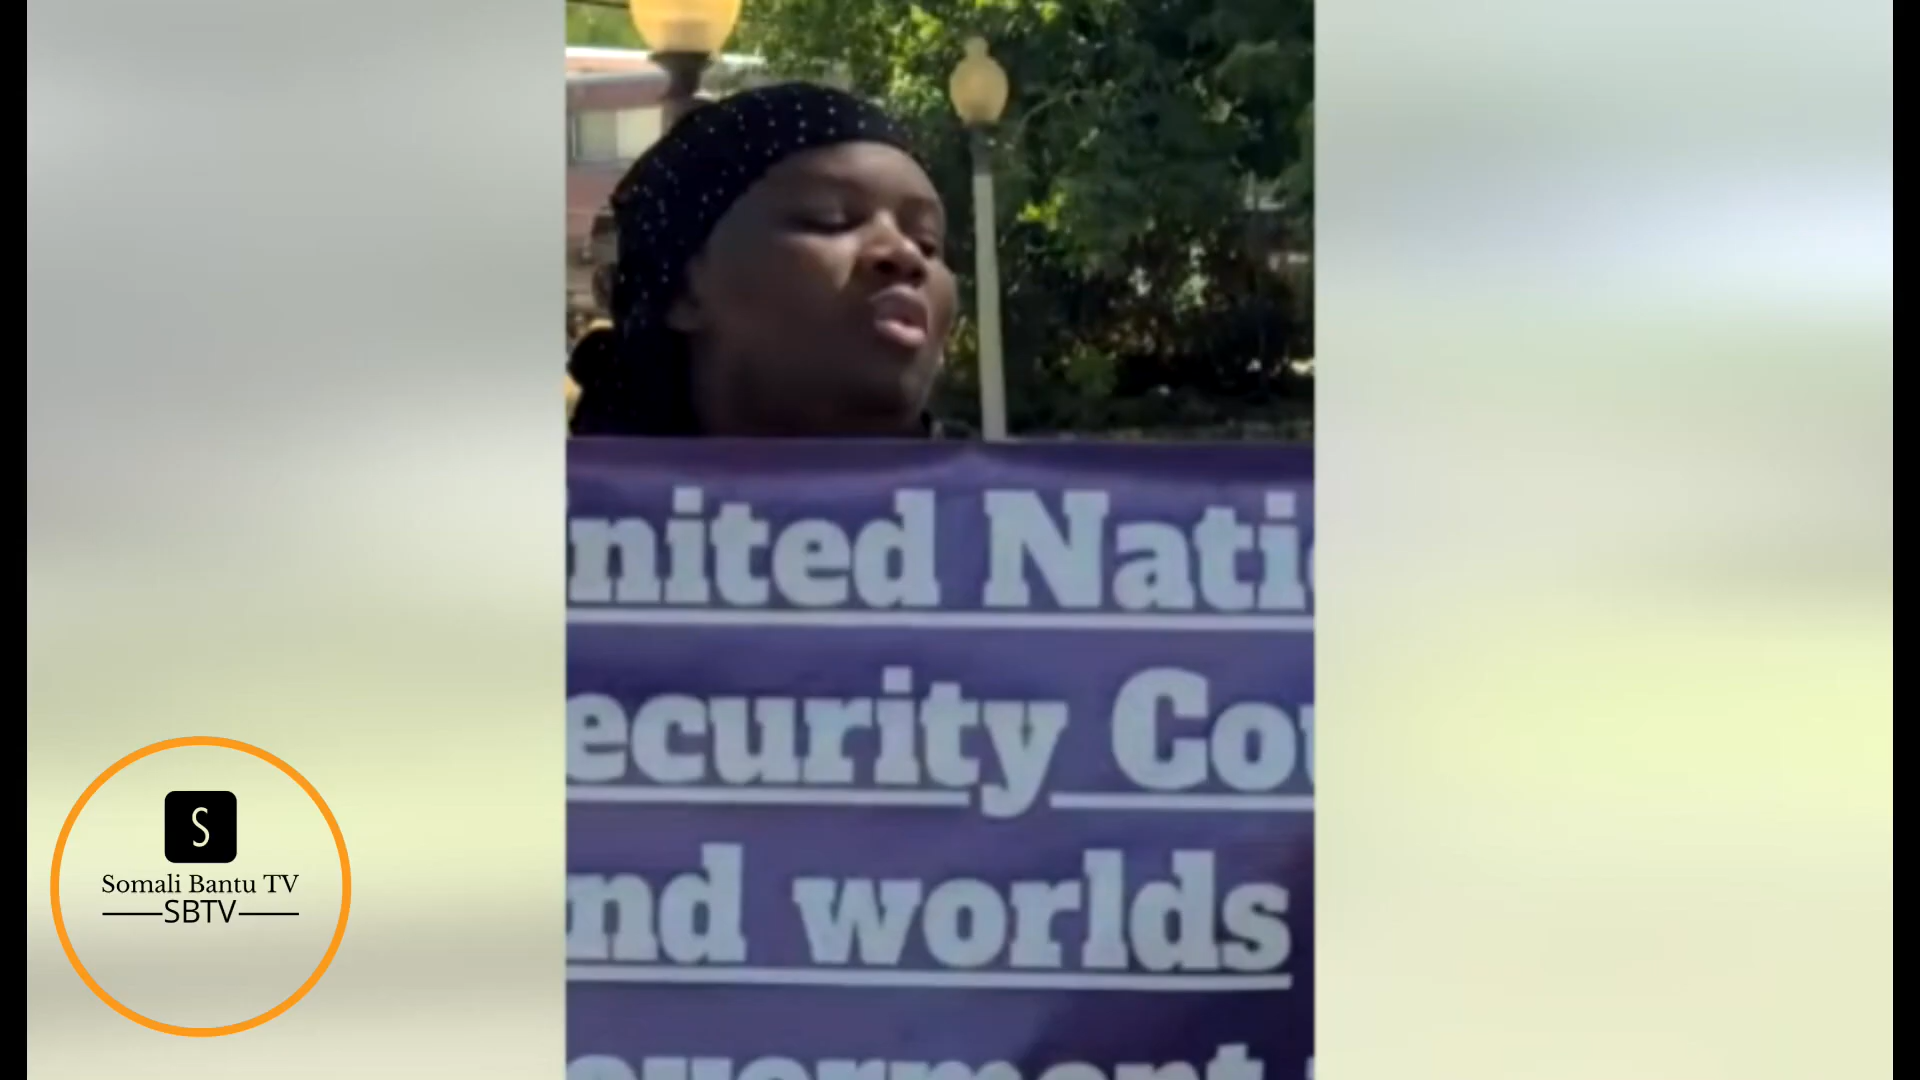 nited Nati
ecurity Co
nd worlds
S
Somali Bantu TV
SBTV